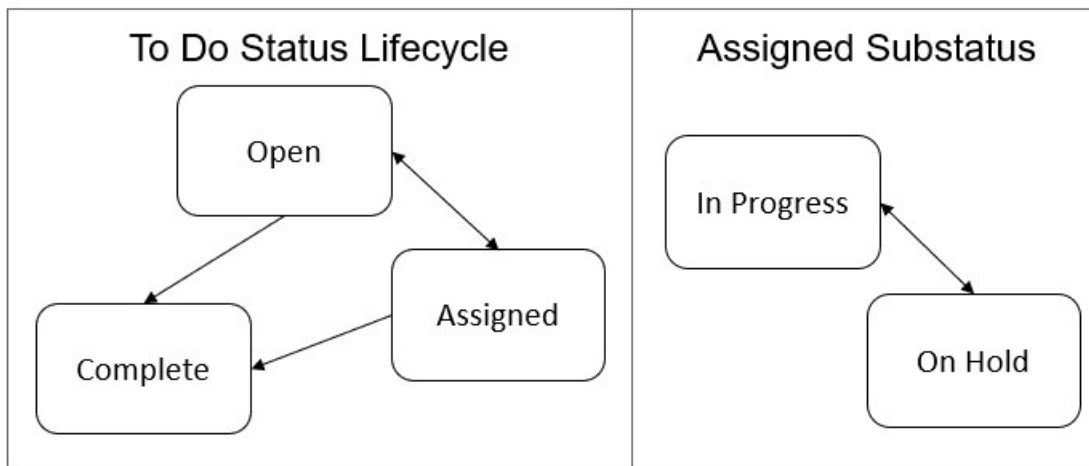 To Do Status Lifecycle
Open
Assigned
Complete
Assigned Substatus
In Progress
On Hold